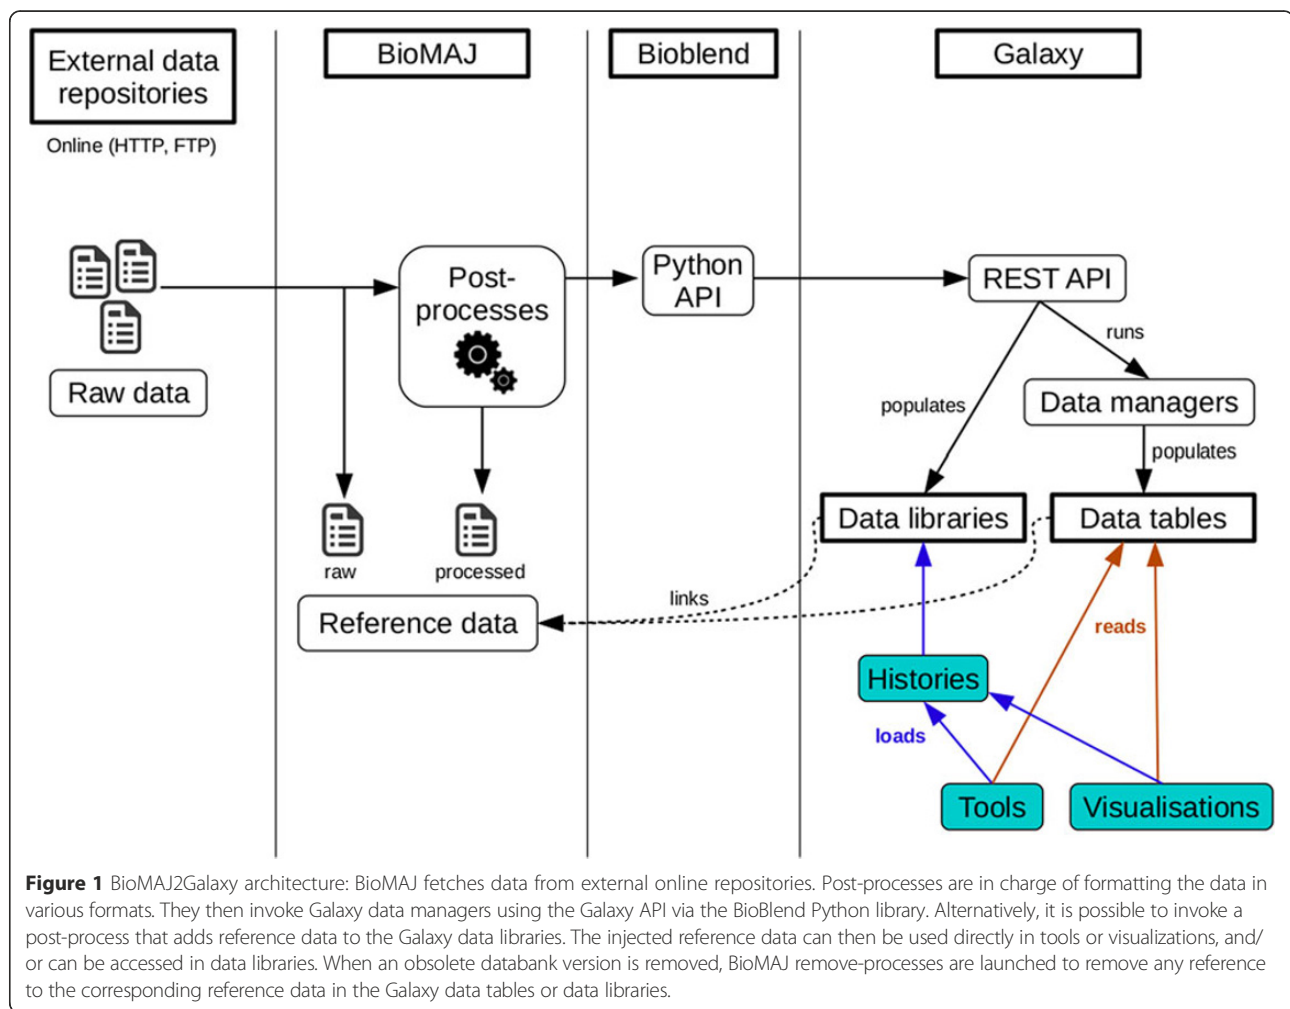 External data
repositories
Online (HTTP, FTP)
BioMAJ
Bioblend
Galaxy
Raw data
Post-
processes
Python
API
REST API
runs
populates
Data managers
populates
Data libraries
Data tables
raw
processed
Reference data
links
reads
Histories
loads
Tools
Visualisations
Figure 1 BioMAJ2Galaxy architecture: BioMAJ fetches data from external online repositories. Post-processes are in charge of formatting the data in
various formats. They then invoke Galaxy data managers using the Galaxy API via the BioBlend Python library. Alternatively, it is possible to invoke a
post-process that adds reference data to the Galaxy data libraries. The injected reference data can then be used directly in tools or visualizations, and/
or can be accessed in data libraries. When an obsolete databank version is removed, BioMAJ remove-processes are launched to remove any reference
to the corresponding reference data in the Galaxy data tables or data libraries.